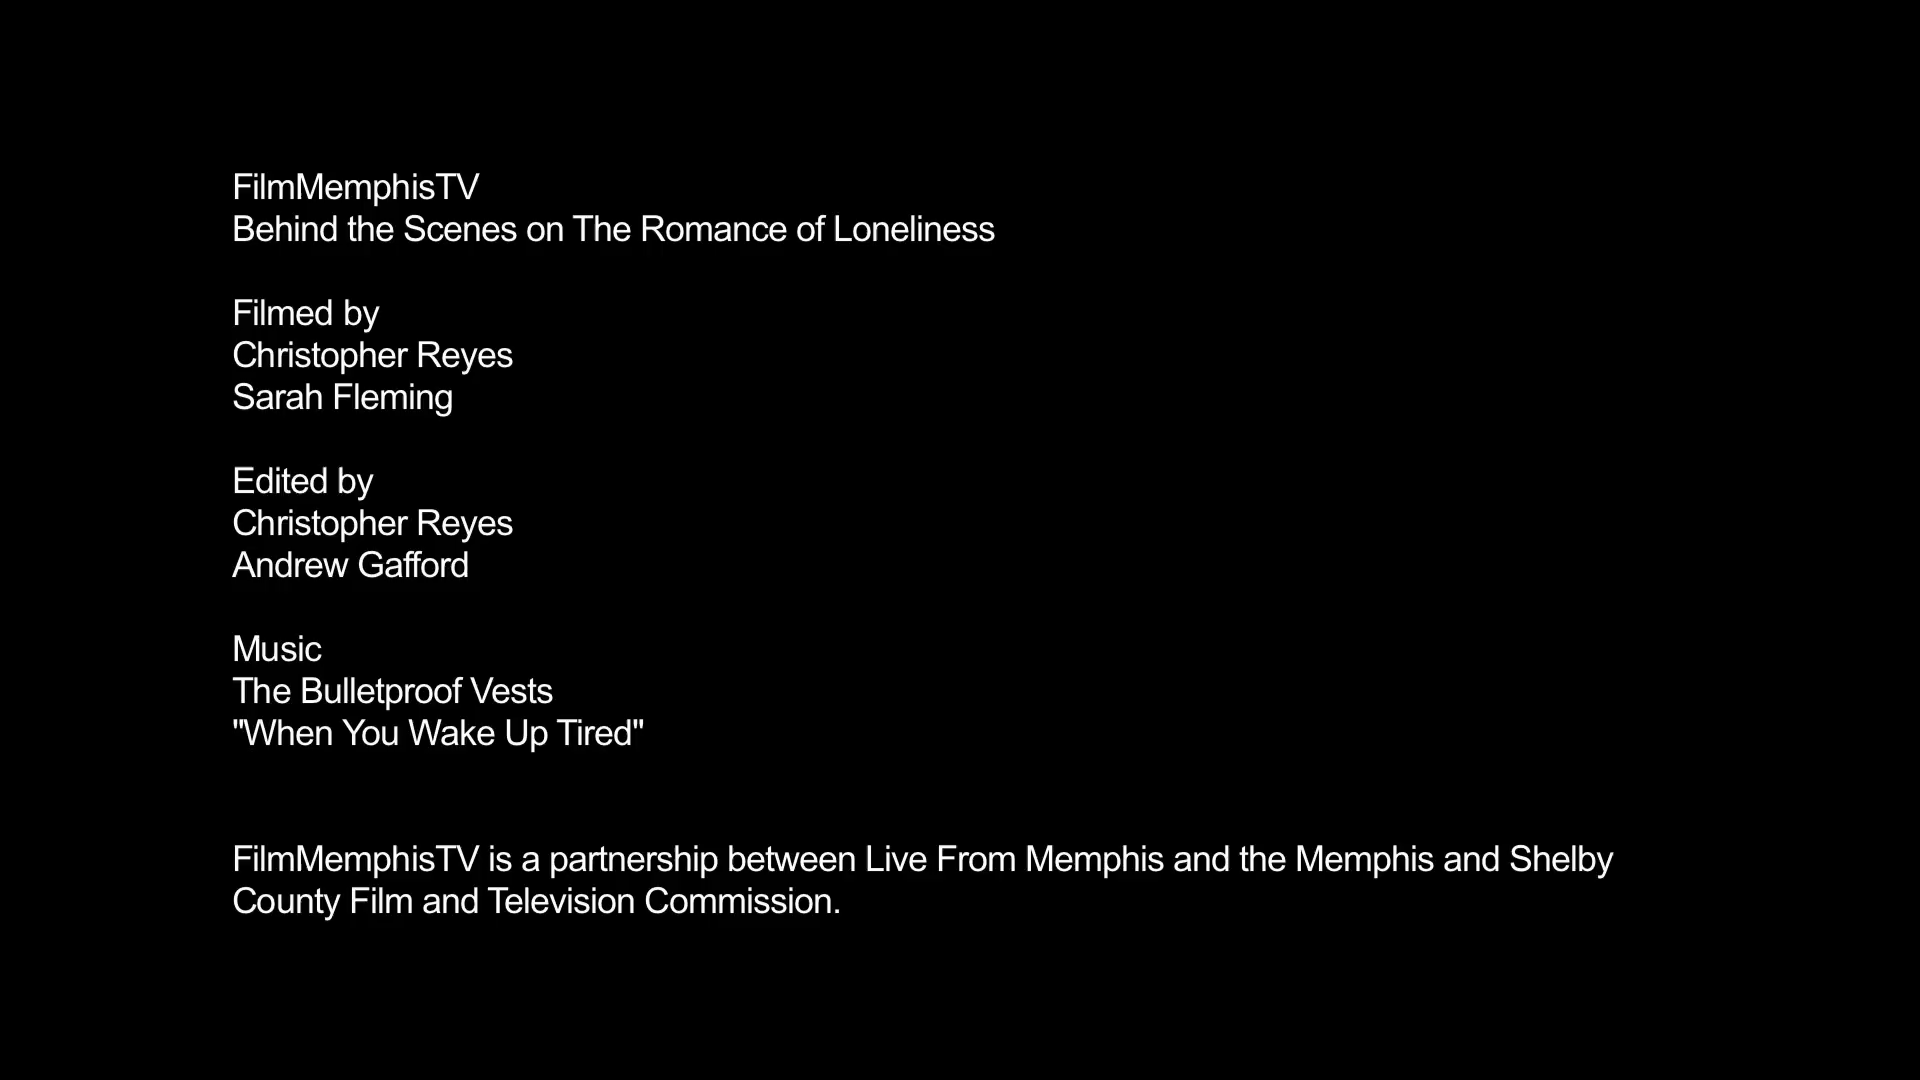 FilmMemphisTV
Behind the Scenes on The Romance of Loneliness
Filmed by
Christopher Reyes
Sarah Fleming
Edited by
Christopher Reyes
Andrew Gafford
Music
The Bulletproof Vests
"When You Wake Up Tired"
FilmMemphisTV is a partnership between Live From Memphis and the Memphis and Shelby
County Film and Television Commission.